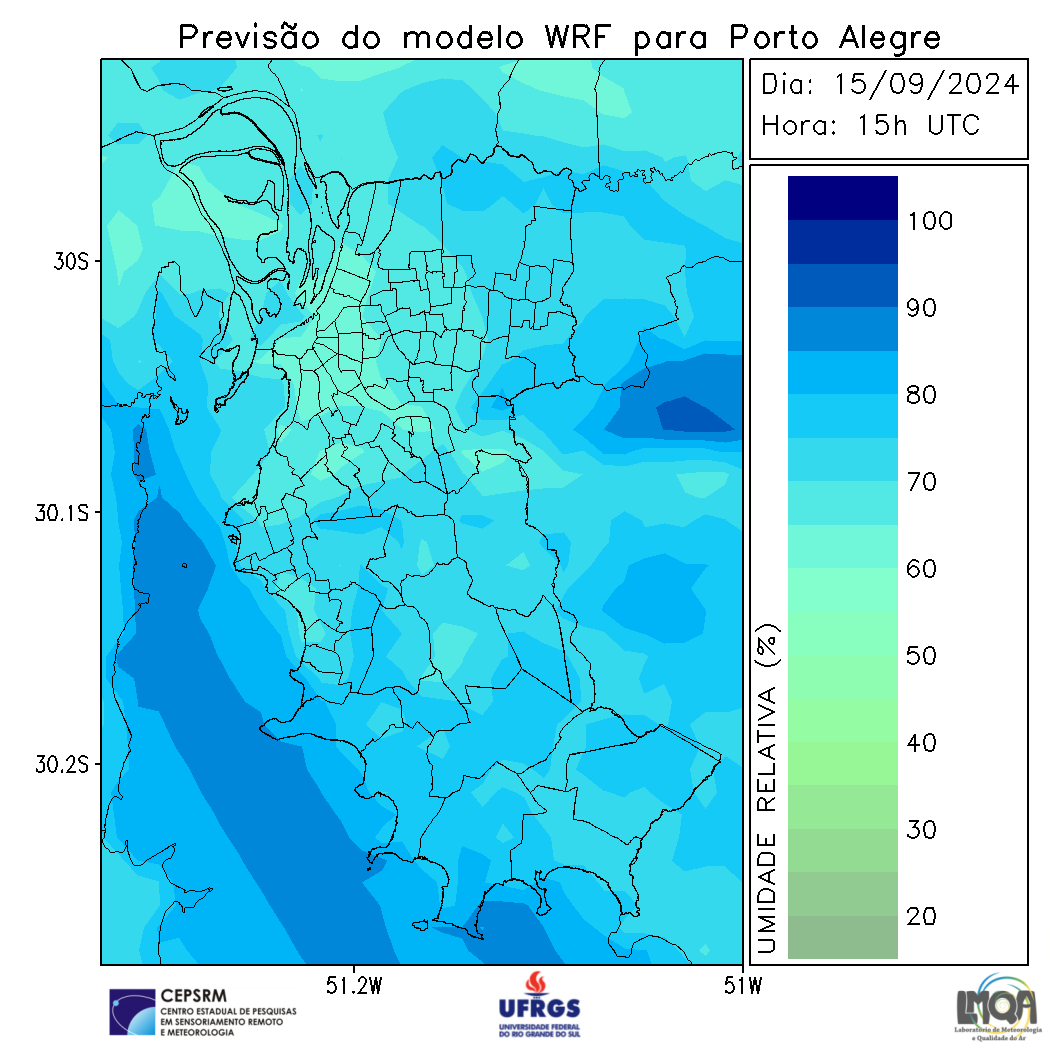 Previsão do modelo WRF para Porto Alegre
Dia: 15/09/2024
Hora: 15h UTC
30S
30.1S
30.2S
51.2W
51W
100
90
80
70
60
50
40
30
20
UMIDADE RELATIVA (%)
CEPSRM
CENTRO ESTADUAL DE PESQUISAS
EM SENSORIAMENTO REMOTO
E METEOROLOGIA
UFRGS
UNIVERSIDADE FEDERAL
DO RIO GRANDE DO SUL
LMQA
Laboratório de Meteorologia
e Qualidade do Ar